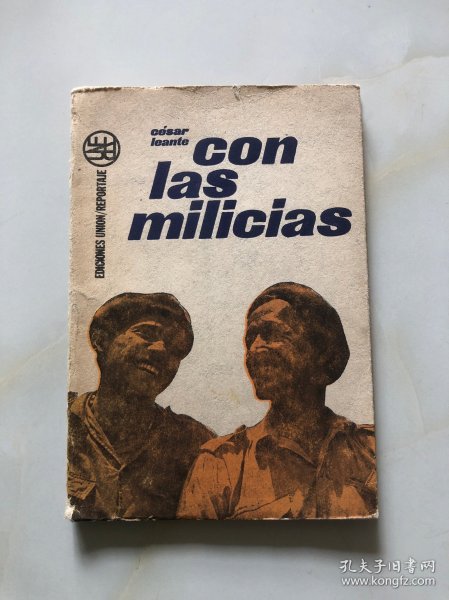 césar
leante
con
las
milicias
EDICIONES UNION/REPORTAJE
孔夫子旧书网
www.kongfz.com